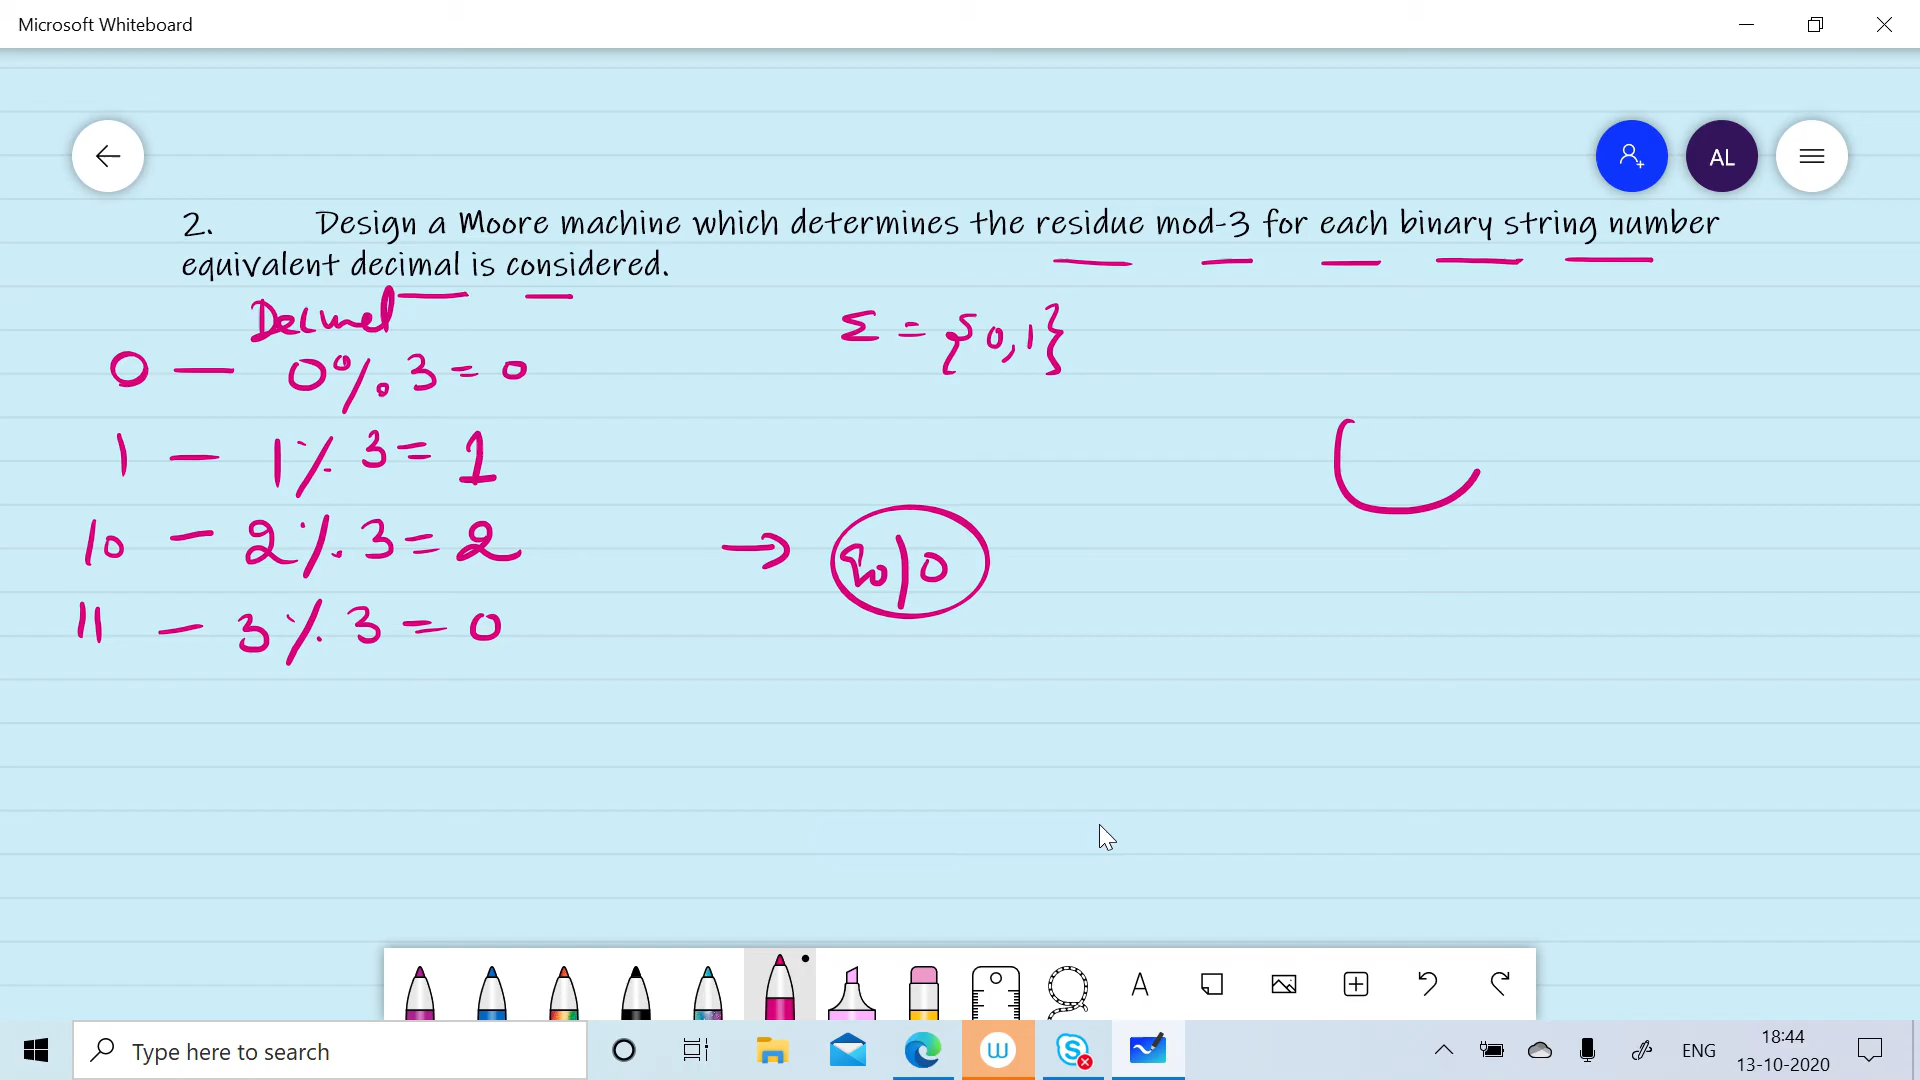 Microsoft Whiteboard
AL
2. Design a Moore machine which determines the residue mod-3 for each binary string number
equivalent decimal is considered.
Decimal
0 — 0 % 3 = 0
1 — 1 % 3 = 1
10 — 2 % 3 = 2
11 — 3 % 3 = 0
Σ = {0,1}
→ q0 | 0
A
Type here to search
W
S
ENG
18:44
13-10-2020